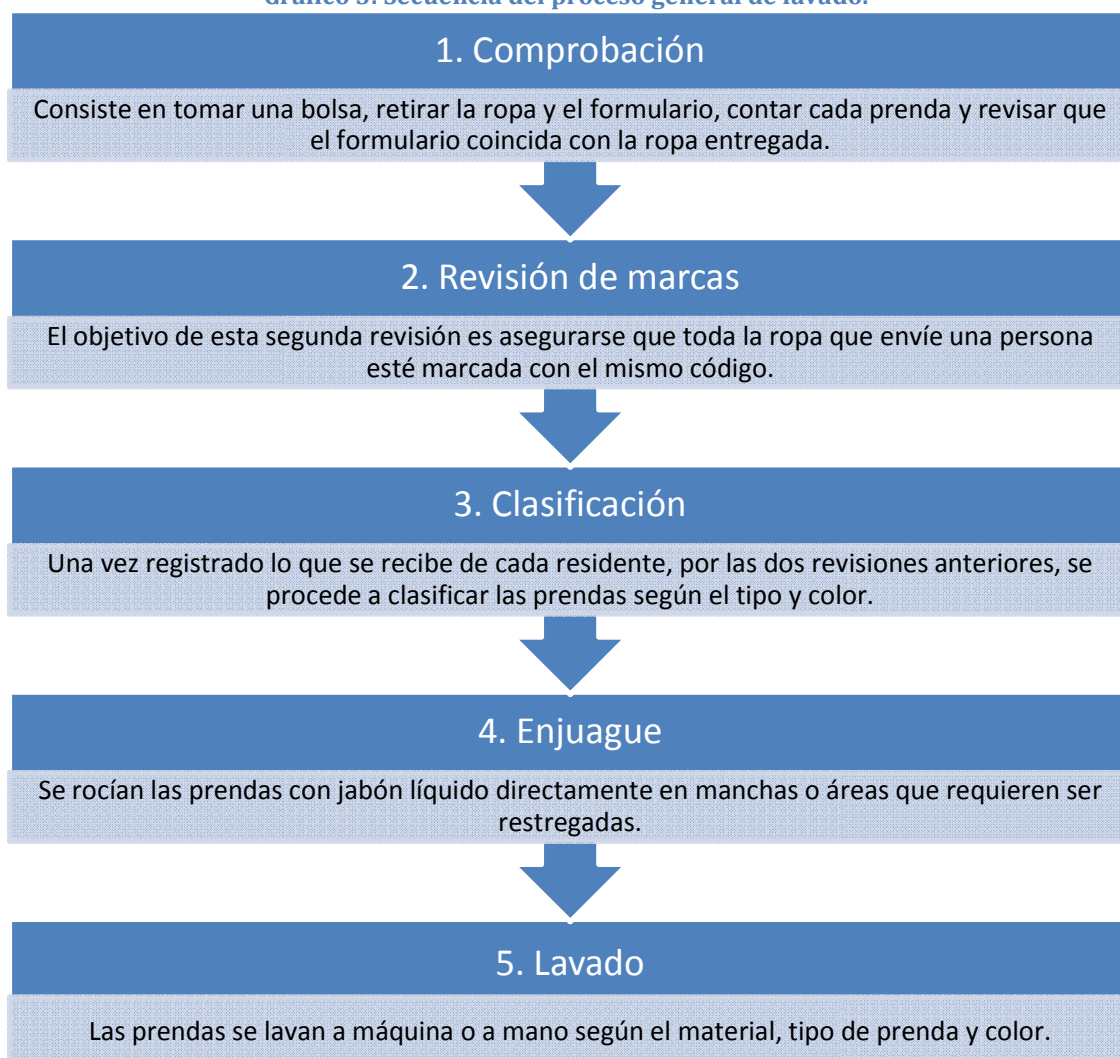 Gráfico 3. Secuencia del proceso general de lavado.
1. Comprobación
Consiste en tomar una bolsa, retirar la ropa y el formulario, contar cada prenda y revisar que
el formulario coincida con la ropa entregada.
2. Revisión de marcas
El objetivo de esta segunda revisión es asegurarse que toda la ropa que envíe una persona
esté marcada con el mismo código.
3. Clasificación
Una vez registrado lo que se recibe de cada residente, por las dos revisiones anteriores, se
procede a clasificar las prendas según el tipo y color.
4. Enjuague
Se rocían las prendas con jabón líquido directamente en manchas o áreas que requieren ser
restregadas.
5. Lavado
Las prendas se lavan a máquina o a mano según el material, tipo de prenda y color.